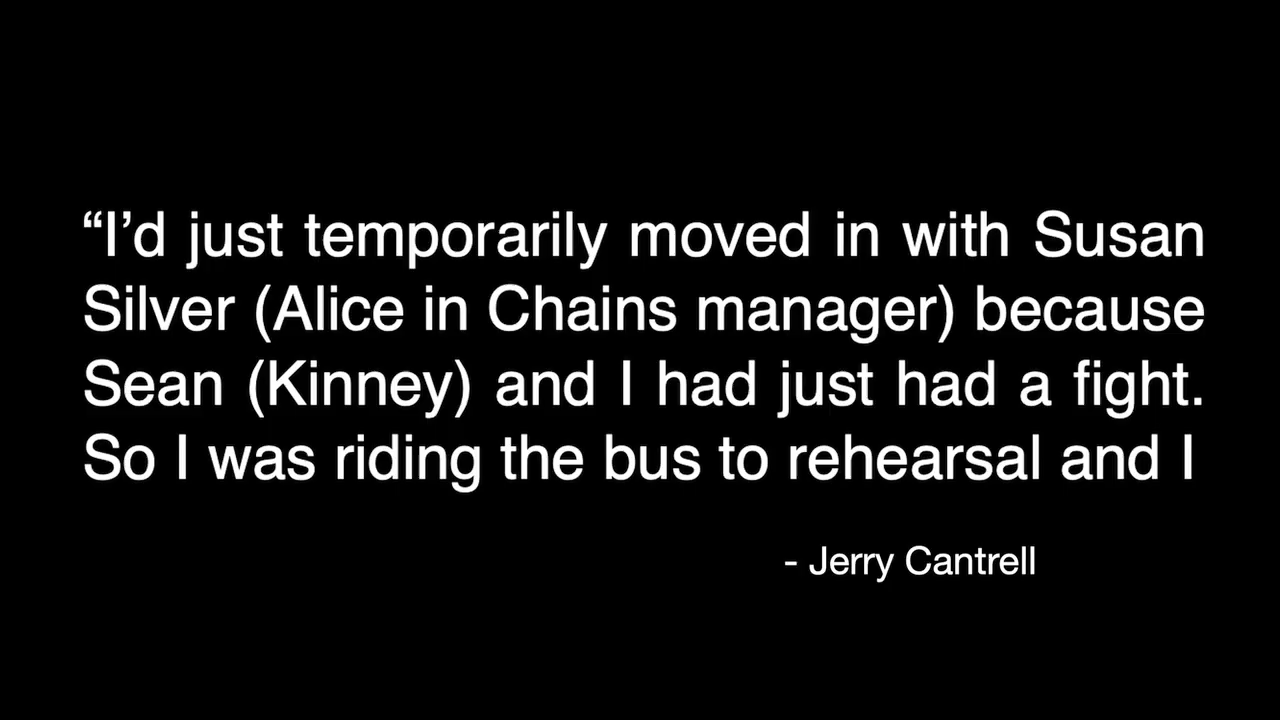 “I’d just temporarily moved in with Susan
Silver (Alice in Chains manager) because
Sean (Kinney) and I had just had a fight.
So I was riding the bus to rehearsal and I
- Jerry Cantrell